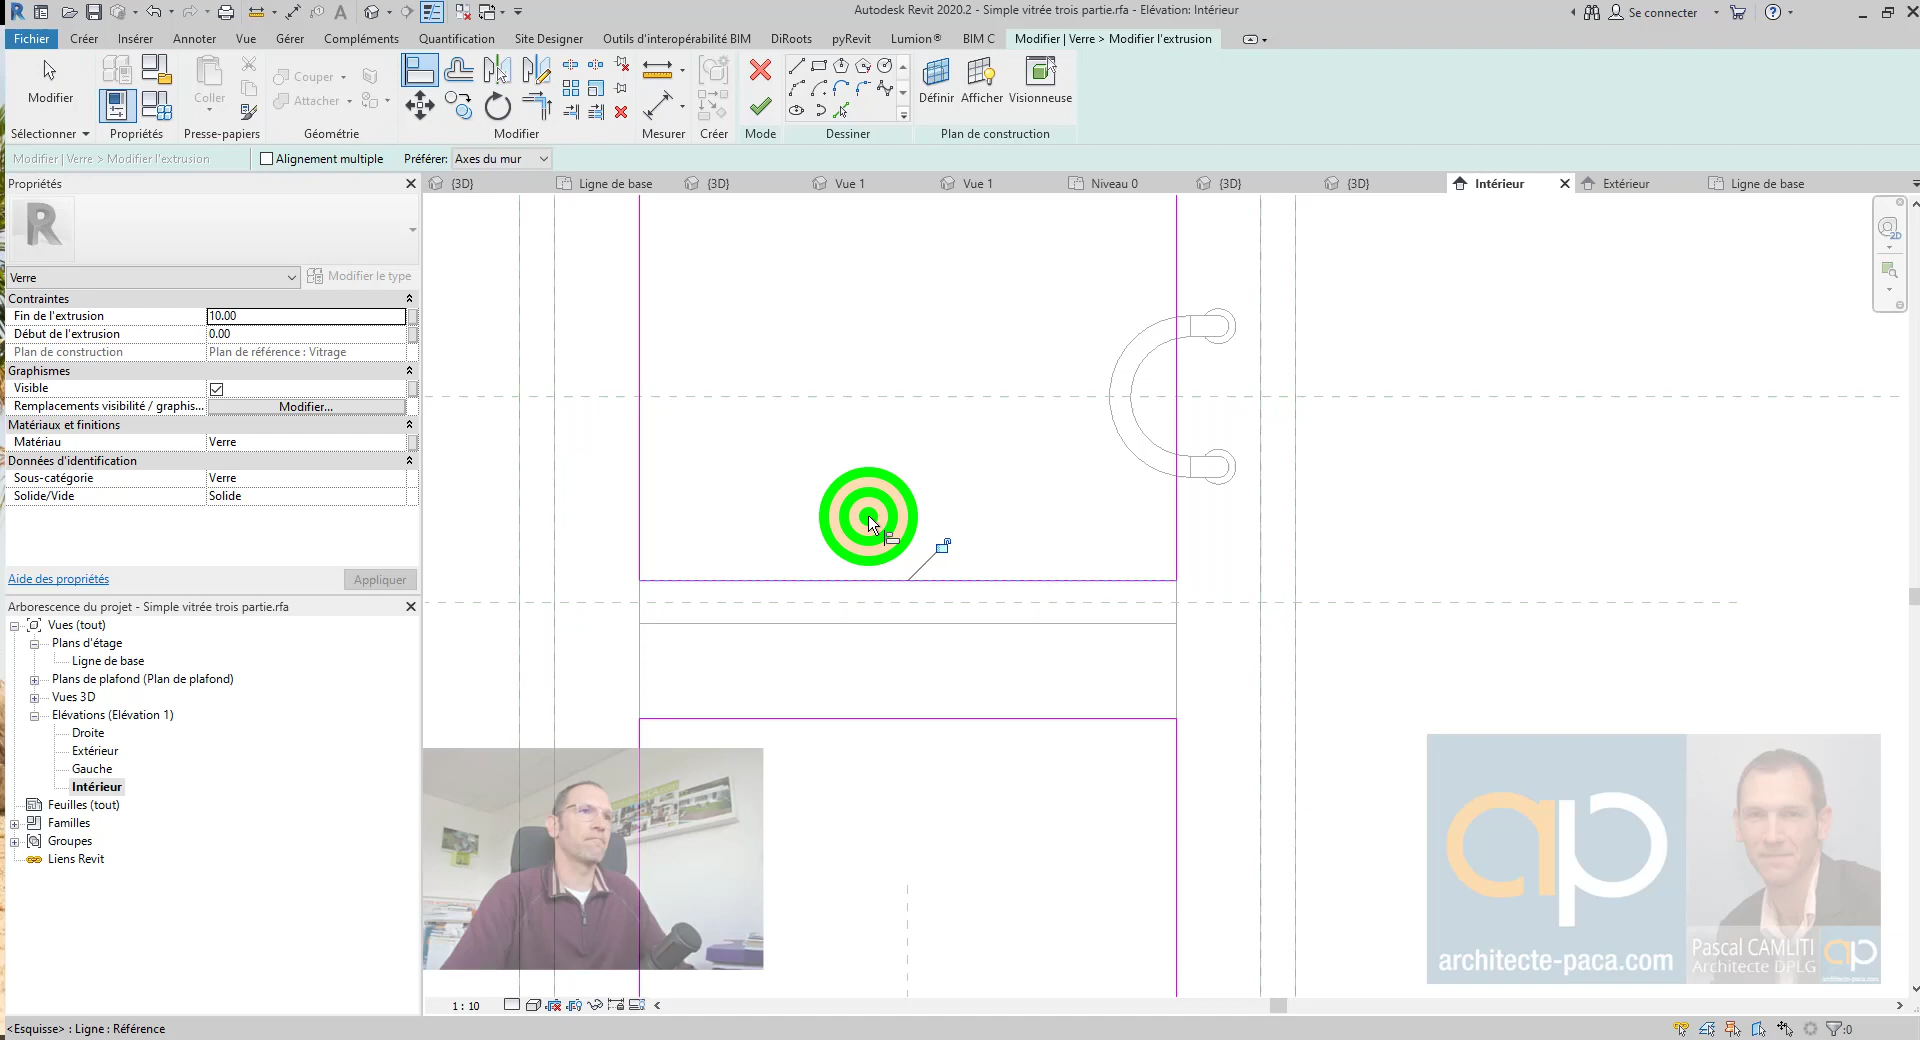 Autodesk Revit 2020.2 - Simple vitrée trois partie.rfa - Elévation: Intérieur
Se connecter
Fichier Créer Insérer Annoter Vue Gérer Compléments Quantification Site Designer Outils d'interopérabilité BIM DiRoots pyRevit Lumion® BIM C Modifier | Verre > Modifier l'extrusion
Modifier
Coller
Couper
Attacher
Définir Afficher Visionneuse
Sélectionner Propriétés Presse-papiers Géométrie Modifier Mesurer Créer Mode Dessiner Plan de construction
Modifier | Verre > Modifier l'extrusion Alignement multiple Préférer: Axes du mur
Propriétés
{3D} Ligne de base {3D} Vue 1 Vue 1 Niveau 0 {3D} {3D} Intérieur Extérieur Ligne de base
R
2D
Verre Modifier le type
Contraintes
Fin de l'extrusion 10.00
Début de l'extrusion 0.00
Plan de construction Plan de référence : Vitrage
Graphismes
Visible
Remplacements visibilité / graphis... Modifier...
Matériaux et finitions
Matériau Verre
Données d'identification
Sous-catégorie Verre
Solide/Vide Solide
Aide des propriétés Appliquer
Arborescence du projet - Simple vitrée trois partie.rfa
Vues (tout)
Plans d'étage
Ligne de base
Plans de plafond (Plan de plafond)
Vues 3D
Elévations (Elévation 1)
Droite
Extérieur
Gauche
Intérieur
Feuilles (tout)
Familles
Groupes
Liens Revit
ap
architecte-paca.com
Pascal CAMLITI
Architecte DPLG
ap
1 : 10
<Esquisse> : Ligne : Référence
:0